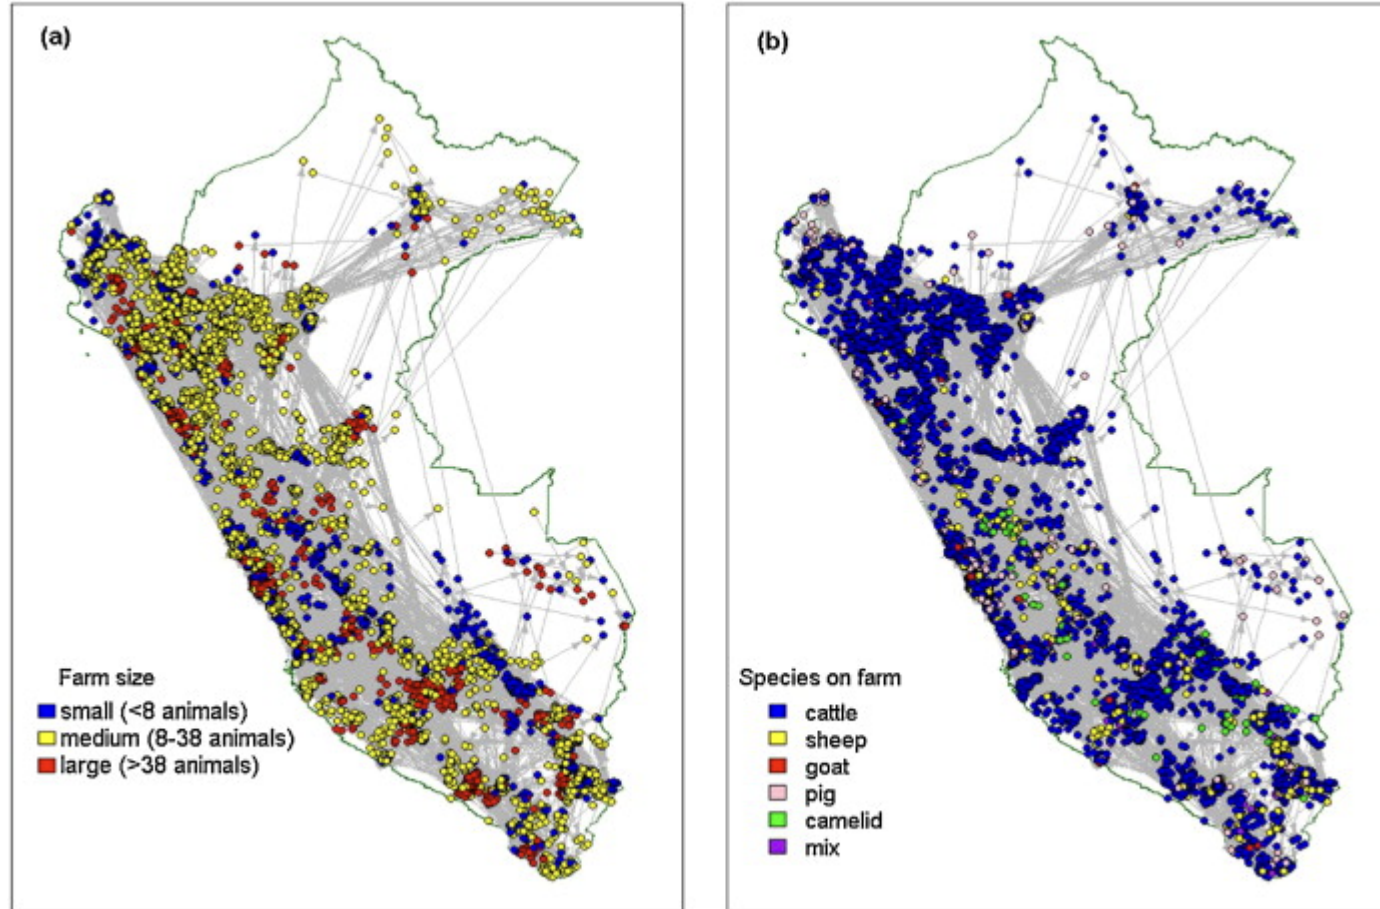 (a)
Farm size
small (<8 animals)
medium (8-38 animals)
large (>38 animals)
(b)
Species on farm
cattle
sheep
goat
pig
camelid
mix